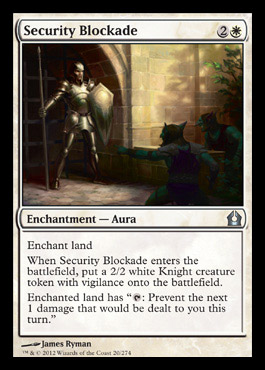 Security Blockade 2
Enchantment — Aura
Enchant land
When Security Blockade enters the
battlefield, put a 2/2 white Knight creature
token with vigilance onto the battlefield.
Enchanted land has “: Prevent the next
1 damage that would be dealt to you this
turn.”
James Ryman
™ & © 2012 Wizards of the Coast 20/274